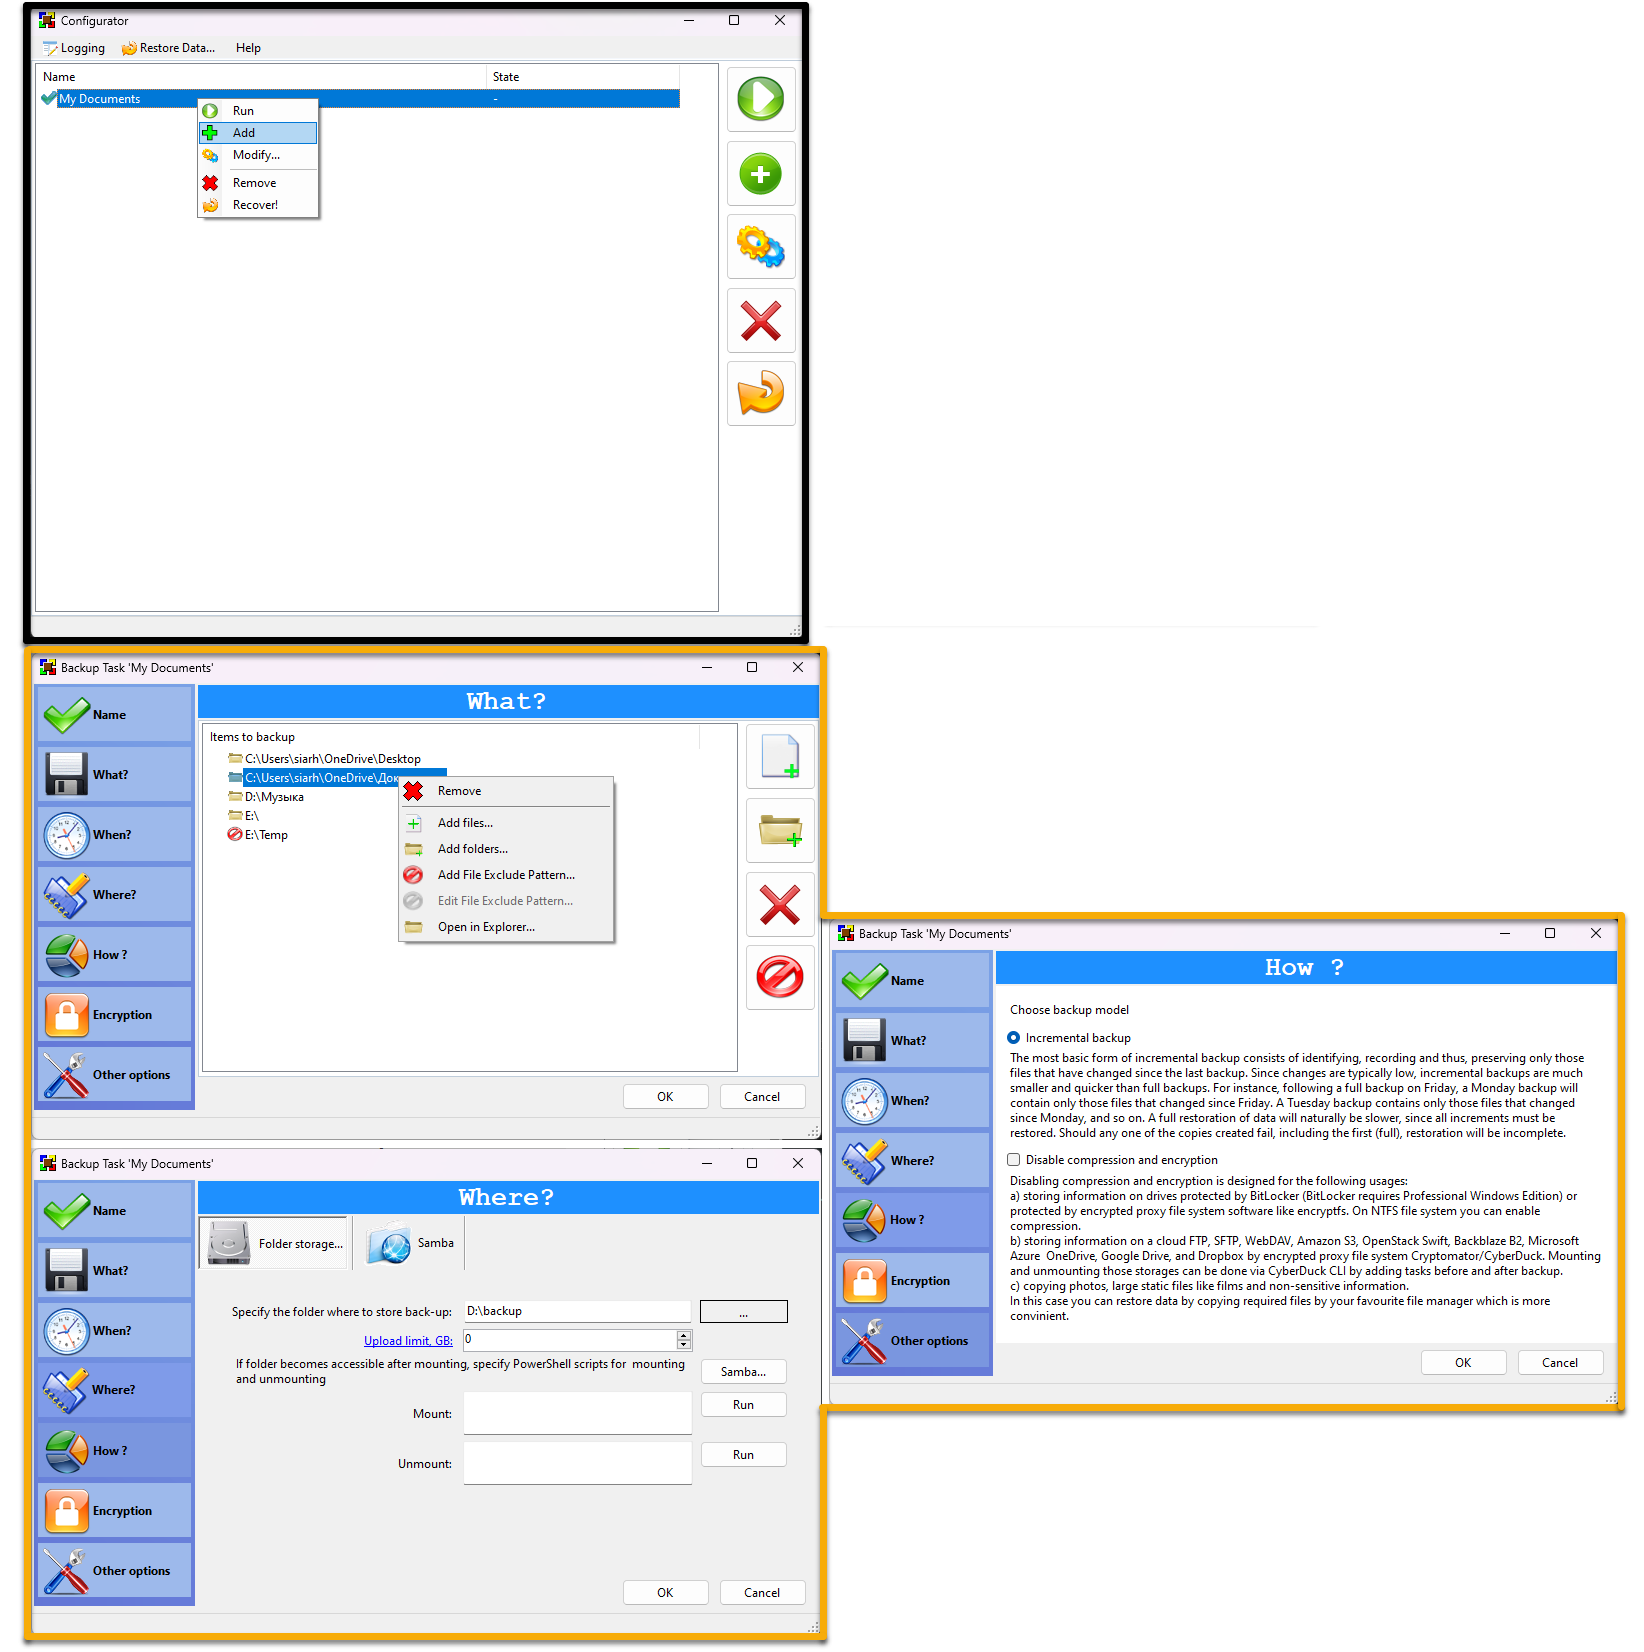 Configurator
Logging Restore Data... Help
Name State
My Documents -
Run
Add
Modify...
Remove
Recover!
Backup Task 'My Documents'
Name
What?
When?
Where?
How ?
Encryption
Other options
What?
Items to backup
C:\Users\siarh\OneDrive\Desktop
C:\Users\siarh\OneDrive\Док
D:\Музыка
E:\
E:\Temp
Remove
Add files...
Add folders...
Add File Exclude Pattern...
Edit File Exclude Pattern...
Open in Explorer...
OK Cancel
Backup Task 'My Documents'
Name
What?
When?
Where?
How ?
Encryption
Other options
How ?
Choose backup model
Incremental backup
The most basic form of incremental backup consists of identifying, recording and thus, preserving only those
files that have changed since the last backup. Since changes are typically low, incremental backups are much
smaller and quicker than full backups. For instance, following a full backup on Friday, a Monday backup will
contain only those files that changed since Friday. A Tuesday backup contains only those files that changed
since Monday, and so on. A full restoration of data will naturally be slower, since all increments must be
restored. Should any one of the copies created fail, including the first (full), restoration will be incomplete.
Disable compression and encryption
Disabling compression and encryption is designed for the following usages:
a) storing information on drives protected by BitLocker (BitLocker requires Professional Windows Edition) or
protected by encrypted proxy file system software like encryptfs. On NTFS file system you can enable
compression.
b) storing information on a cloud FTP, SFTP, WebDAV, Amazon S3, OpenStack Swift, Backblaze B2, Microsoft
Azure OneDrive, Google Drive, and Dropbox by encrypted proxy file system Cryptomator/CyberDuck. Mounting
and unmounting those storages can be done via CyberDuck CLI by adding tasks before and after backup.
c) copying photos, large static files like films and non-sensitive information.
In this case you can restore data by copying required files by your favourite file manager which is more
convinient.
OK Cancel
Backup Task 'My Documents'
Name
What?
When?
Where?
How ?
Encryption
Other options
Where?
Folder storage... Samba
Specify the folder where to store back-up: D:\backup ...
Upload limit, GB: 0
If folder becomes accessible after mounting, specify PowerShell scripts for mounting
and unmounting
Samba...
Mount: Run
Unmount: Run
OK Cancel